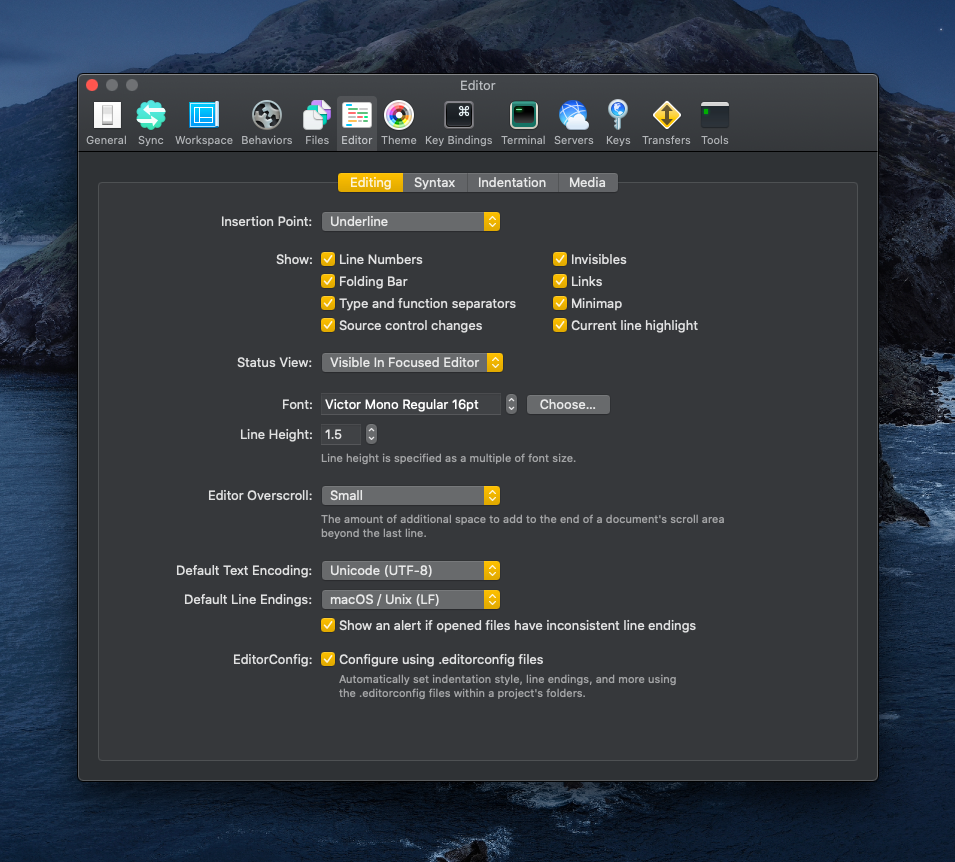 Editor
General Sync Workspace Behaviors Files Editor Theme Key Bindings Terminal Servers Keys Transfers Tools
Editing Syntax Indentation Media
Insertion Point: Underline
Show: Line Numbers Invisibles
Folding Bar Links
Type and function separators Minimap
Source control changes Current line highlight
Status View: Visible In Focused Editor
Font: Victor Mono Regular 16pt Choose...
Line Height: 1.5
Line height is specified as a multiple of font size.
Editor Overscroll: Small
The amount of additional space to add to the end of a document's scroll area
beyond the last line.
Default Text Encoding: Unicode (UTF-8)
Default Line Endings: macOS / Unix (LF)
Show an alert if opened files have inconsistent line endings
EditorConfig: Configure using .editorconfig files
Automatically set indentation style, line endings, and more using
the .editorconfig files within a project's folders.